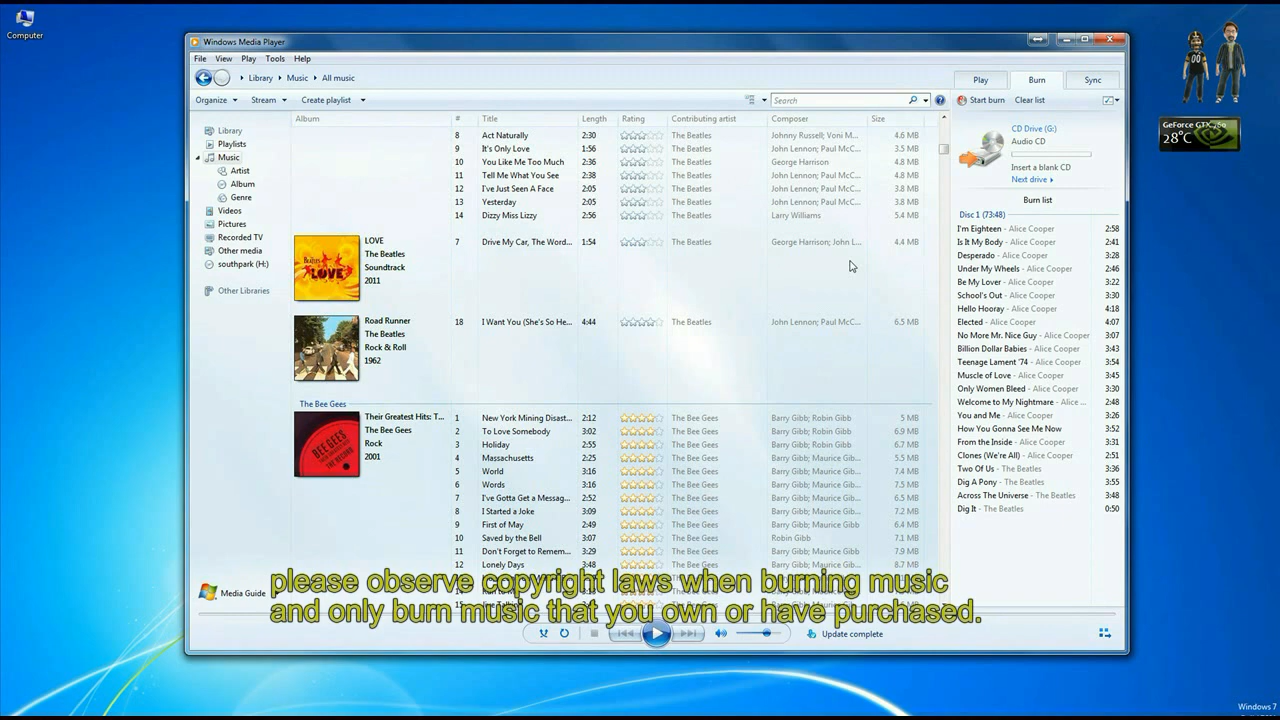 Computer
Windows Media Player
File View Play Tools Help
Library Music All music
Play Burn Sync
Organize Stream Create playlist Search
Start burn Clear list
Album # Title Length Rating Contributing artist Composer Size
Library
Playlists
Music
Artist
Album
Genre
Videos
Pictures
Recorded TV
Other media
southpark (H:)
Other Libraries
Media Guide
8 Act Naturally 2:30 The Beatles Johnny Russell; Voni M... 4.6 MB
9 It's Only Love 1:56 The Beatles John Lennon; Paul McC... 3.5 MB
10 You Like Me Too Much 2:36 The Beatles George Harrison 4.8 MB
11 Tell Me What You See 2:38 The Beatles John Lennon; Paul McC... 4.8 MB
12 I've Just Seen A Face 2:05 The Beatles John Lennon; Paul McC... 3.8 MB
13 Yesterday 2:05 The Beatles John Lennon; Paul McC... 3.8 MB
14 Dizzy Miss Lizzy 2:56 The Beatles Larry Williams 5.4 MB
LOVE
The Beatles
Soundtrack
2011
7 Drive My Car, The Word... 1:54 The Beatles George Harrison; John L... 4.4 MB
Road Runner
The Beatles
Rock & Roll
1962
18 I Want You (She's So He... 4:44 The Beatles John Lennon; Paul McC... 6.5 MB
The Bee Gees
Their Greatest Hits: T...
The Bee Gees
Rock
2001
1 New York Mining Disast... 2:12 The Bee Gees Barry Gibb; Robin Gibb 5 MB
2 To Love Somebody 3:02 The Bee Gees Barry Gibb; Robin Gibb 6.9 MB
3 Holiday 2:55 The Bee Gees Barry Gibb; Robin Gibb 6.7 MB
4 Massachusetts 2:25 The Bee Gees Barry Gibb; Maurice Gib... 5.5 MB
5 World 3:16 The Bee Gees Barry Gibb; Maurice Gib... 7.4 MB
6 Words 3:16 The Bee Gees Barry Gibb; Maurice Gib... 7.5 MB
7 I've Gotta Get a Messag... 2:52 The Bee Gees Barry Gibb; Maurice Gib... 6.5 MB
8 I Started a Joke 3:09 The Bee Gees Barry Gibb; Maurice Gib... 7.2 MB
9 First of May 2:49 The Bee Gees Barry Gibb; Maurice Gibb 6.4 MB
10 Saved by the Bell 3:07 The Bee Gees Robin Gibb 7.1 MB
11 Don't Forget to Remem... 3:29 The Bee Gees Barry Gibb; Maurice Gibb 7.9 MB
12 Lonely Days 3:48 The Bee Gees Barry Gibb; Maurice Gib... 8.7 MB
please observe copyright laws when burning music
and only burn music that you own or have purchased.
Update complete
CD Drive (G:)
Audio CD
Insert a blank CD
Next drive
Burn list
Disc 1 (73:48)
I'm Eighteen - Alice Cooper 2:58
Is It My Body - Alice Cooper 2:41
Desperado - Alice Cooper 3:28
Under My Wheels - Alice Cooper 2:46
Be My Lover - Alice Cooper 3:22
School's Out - Alice Cooper 3:30
Hello Hooray - Alice Cooper 4:18
Elected - Alice Cooper 4:07
No More Mr. Nice Guy - Alice Cooper 3:07
Billion Dollar Babies - Alice Cooper 3:43
Teenage Lament '74 - Alice Cooper 3:54
Muscle of Love - Alice Cooper 3:45
Only Women Bleed - Alice Cooper 3:30
Welcome to My Nightmare - Alice ... 2:48
You and Me - Alice Cooper 3:26
How You Gonna See Me Now 3:52
From the Inside - Alice Cooper 3:31
Clones (We're All) - Alice Cooper 2:51
Two Of Us - The Beatles 3:36
Dig A Pony - The Beatles 3:55
Across The Universe - The Beatles 3:48
Dig It - The Beatles 0:50
28°C
Windows 7